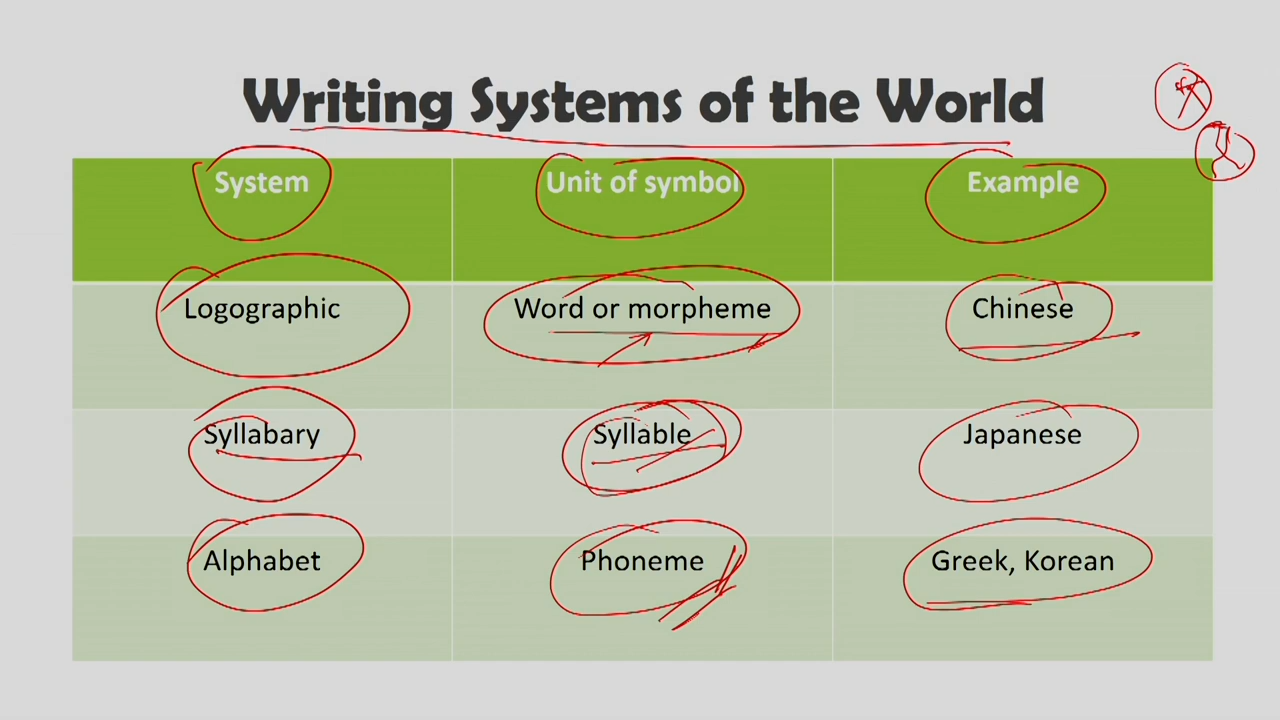 Writing Systems of the World
System Unit of symbol Example
Logographic Word or morpheme Chinese
Syllabary Syllable Japanese
Alphabet Phoneme Greek, Korean